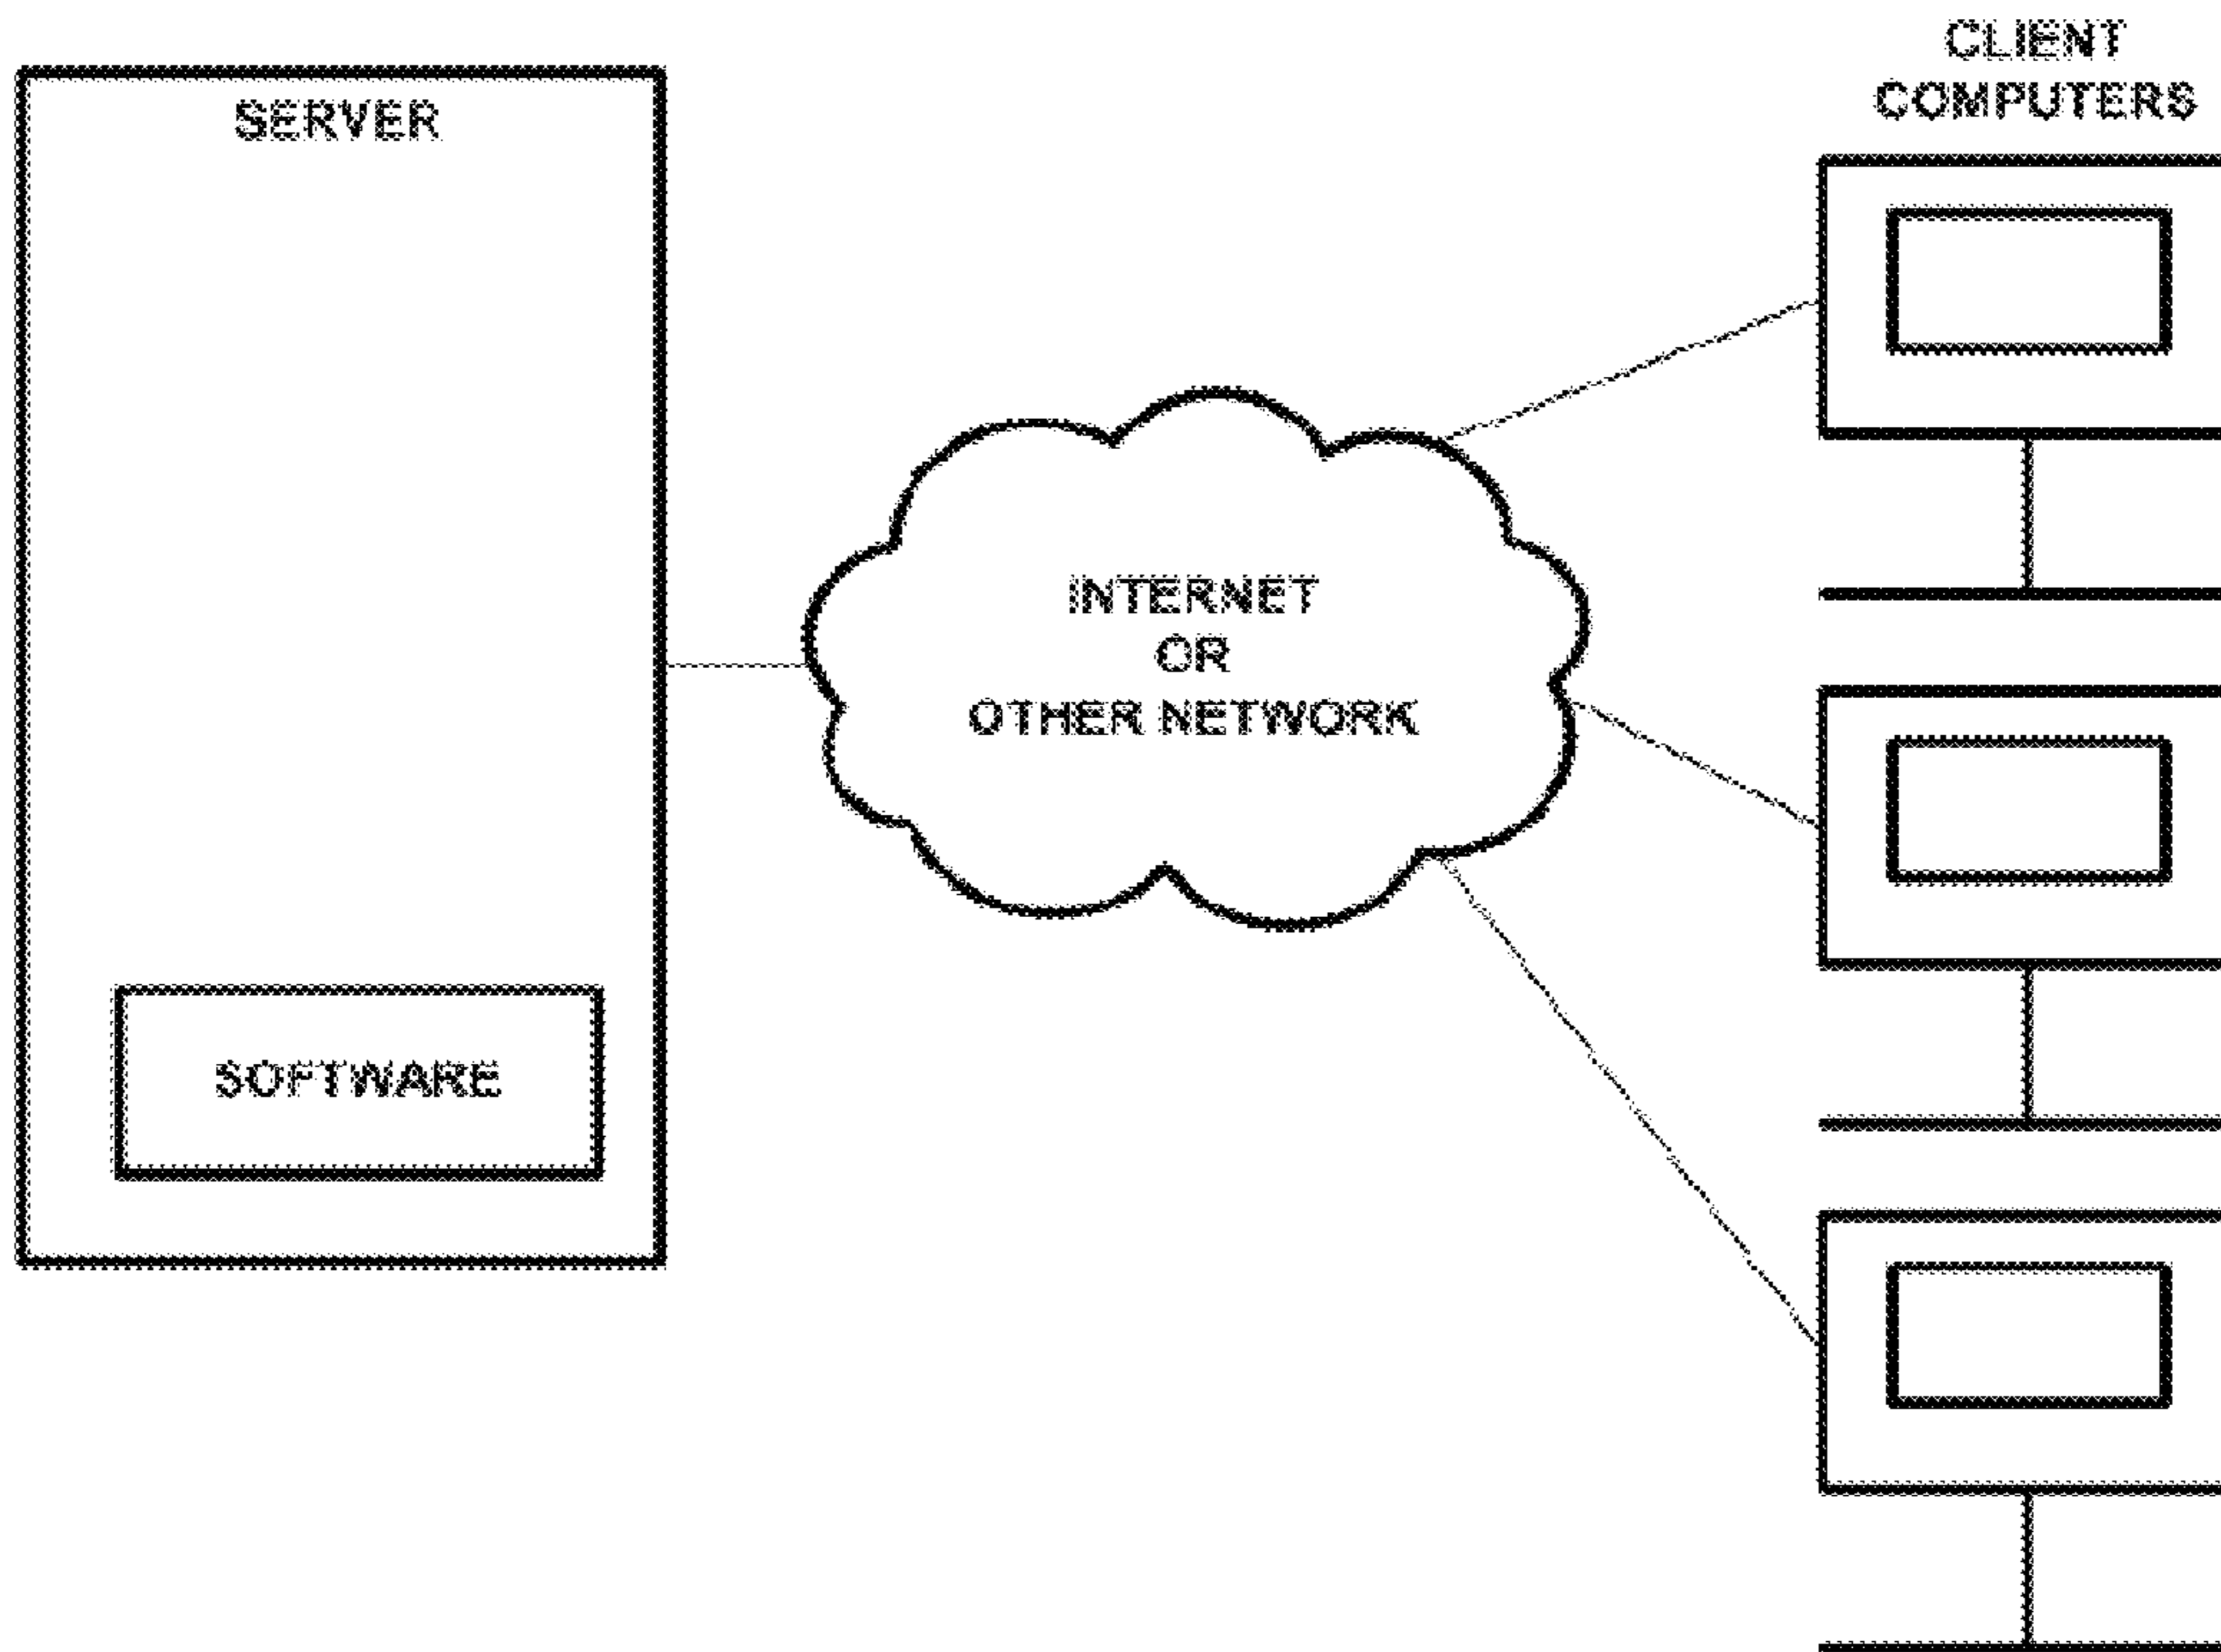 SERVER
SOFTWARE
INTERNET
OR
OTHER NETWORK
CLIENT
COMPUTERS